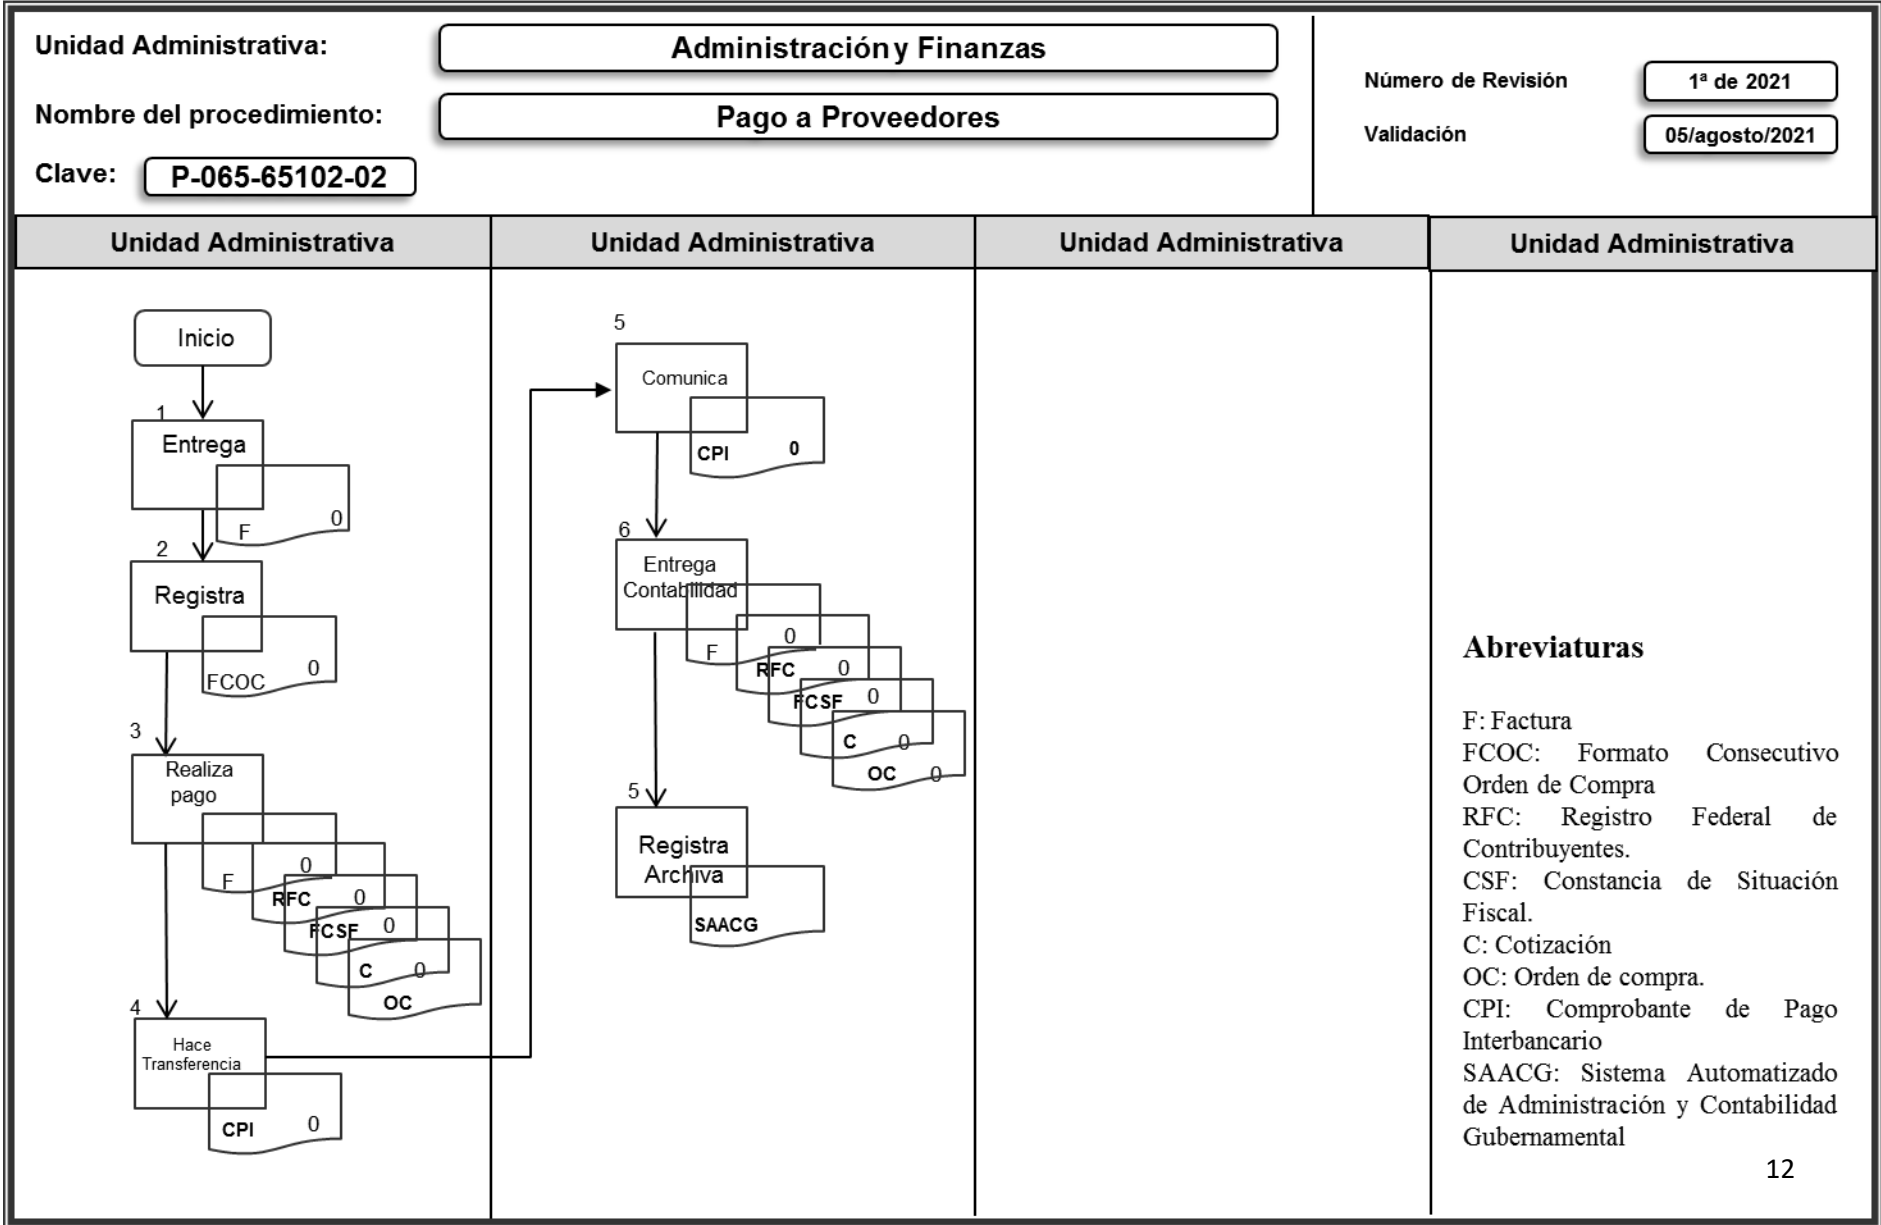 Unidad Administrativa:
Administración y Finanzas
Nombre del procedimiento:
Pago a Proveedores
Clave:
P-065-65102-02
Número de Revisión
1ª de 2021
Validación
05/agosto/2021
Unidad Administrativa
Unidad Administrativa
Unidad Administrativa
Unidad Administrativa
Inicio
1
Entrega
F 0
2
Registra
FCOC 0
3
Realiza
pago
F 0
RFC 0
FCSF 0
C 0
OC
4
Hace
Transferencia
CPI 0
5
Comunica
CPI 0
6
Entrega
Contabilidad
F 0
RFC 0
FCSF 0
C 0
OC 0
5
Registra
Archiva
SAACG
Abreviaturas
F: Factura
FCOC: Formato Consecutivo
Orden de Compra
RFC: Registro Federal de
Contribuyentes.
CSF: Constancia de Situación
Fiscal.
C: Cotización
OC: Orden de compra.
CPI: Comprobante de Pago
Interbancario
SAACG: Sistema Automatizado
de Administración y Contabilidad
Gubernamental
12